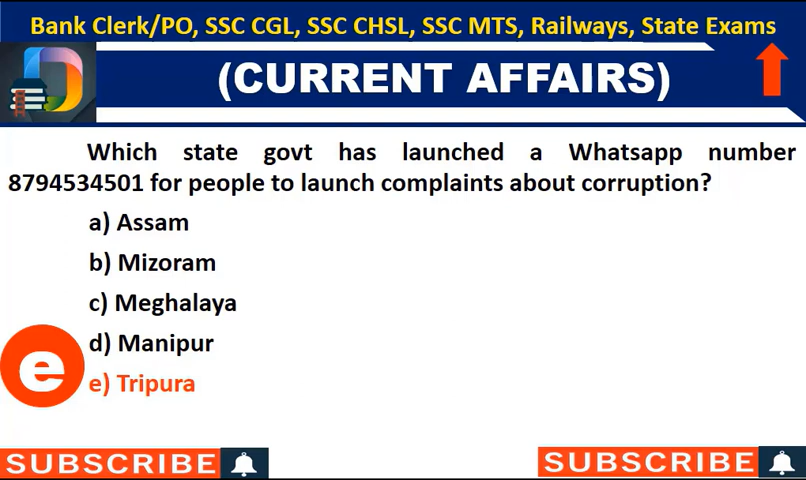 Bank Clerk/PO, SSC CGL, SSC CHSL, SSC MTS, Railways, State Exams
(CURRENT AFFAIRS)
Which state govt has launched a Whatsapp number
8794534501 for people to launch complaints about corruption?
a) Assam
b) Mizoram
c) Meghalaya
d) Manipur
e
e) Tripura
SUBSCRIBE
SUBSCRIBE